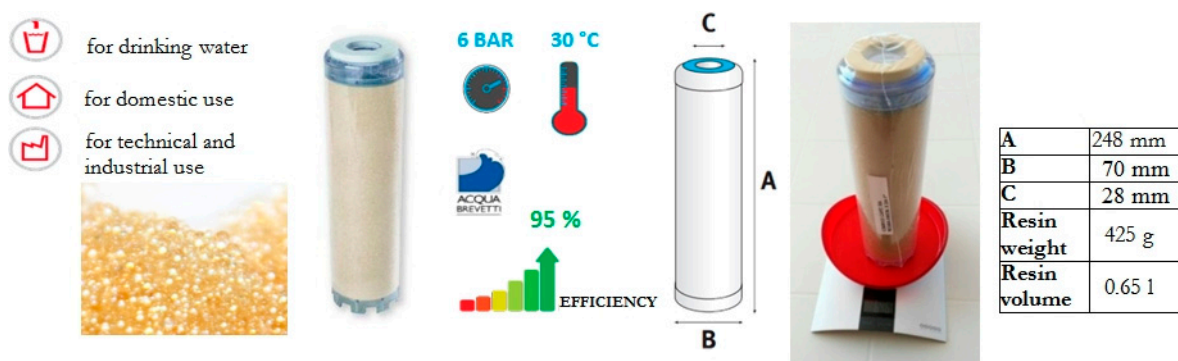 for drinking water
for domestic use
for technical and
industrial use
6 BAR
30 °C
ACQUA
BREVETTI
95 %
EFFICIENCY
C
A
B
A 248 mm
B 70 mm
C 28 mm
Resin
weight 425 g
Resin
volume 0.65 l